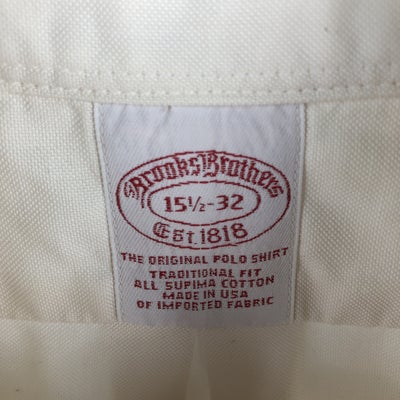 Brooks Brothers
15½-32
Est. 1818
THE ORIGINAL POLO SHIRT
TRADITIONAL FIT
ALL SUPIMA COTTON
MADE IN USA
OF IMPORTED FABRIC